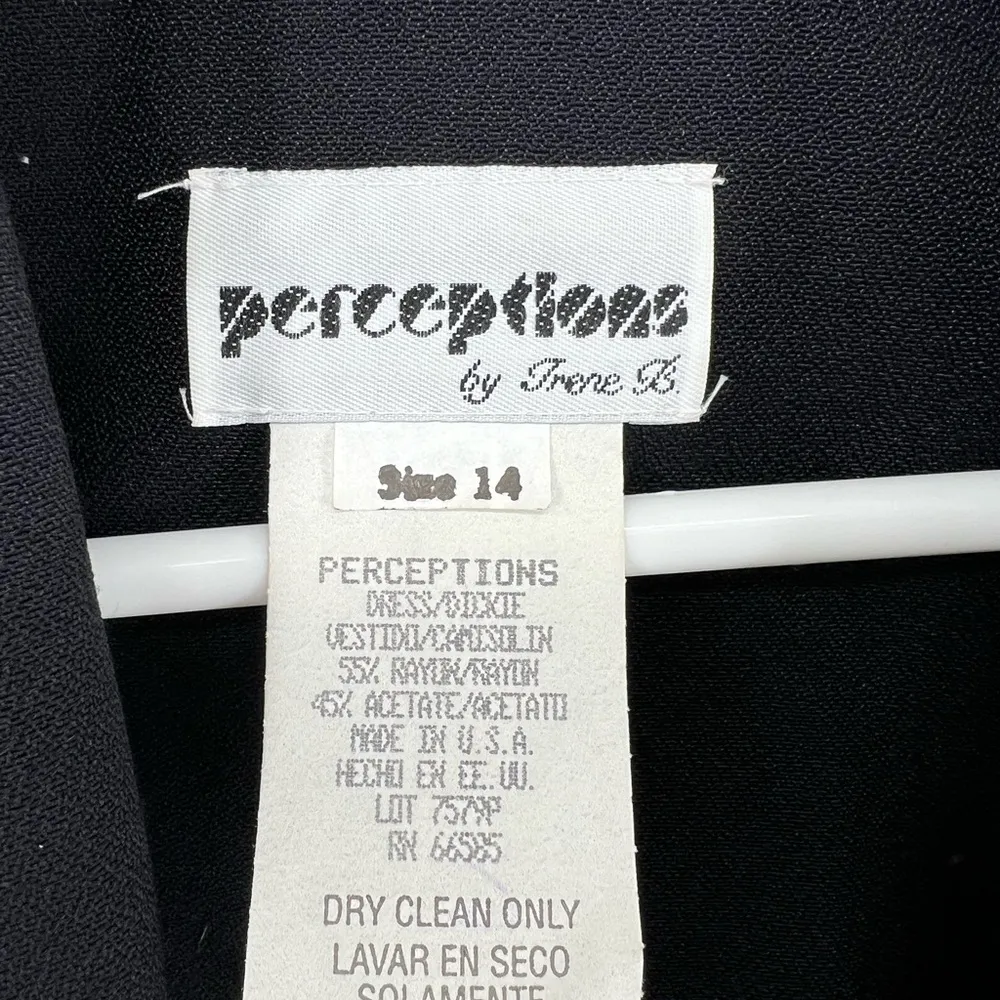 perceptions
by Irene B.
Size 14
PERCEPTIONS
DRESS/DICKIE
VESTIDO/CAMISOLIN
55% RAYON/RAYON
45% ACETATE/ACETATO
MADE IN U.S.A.
HECHO EN EE.UU.
LOT 7579P
RN 66585
DRY CLEAN ONLY
LAVAR EN SECO
SOLAMENTE